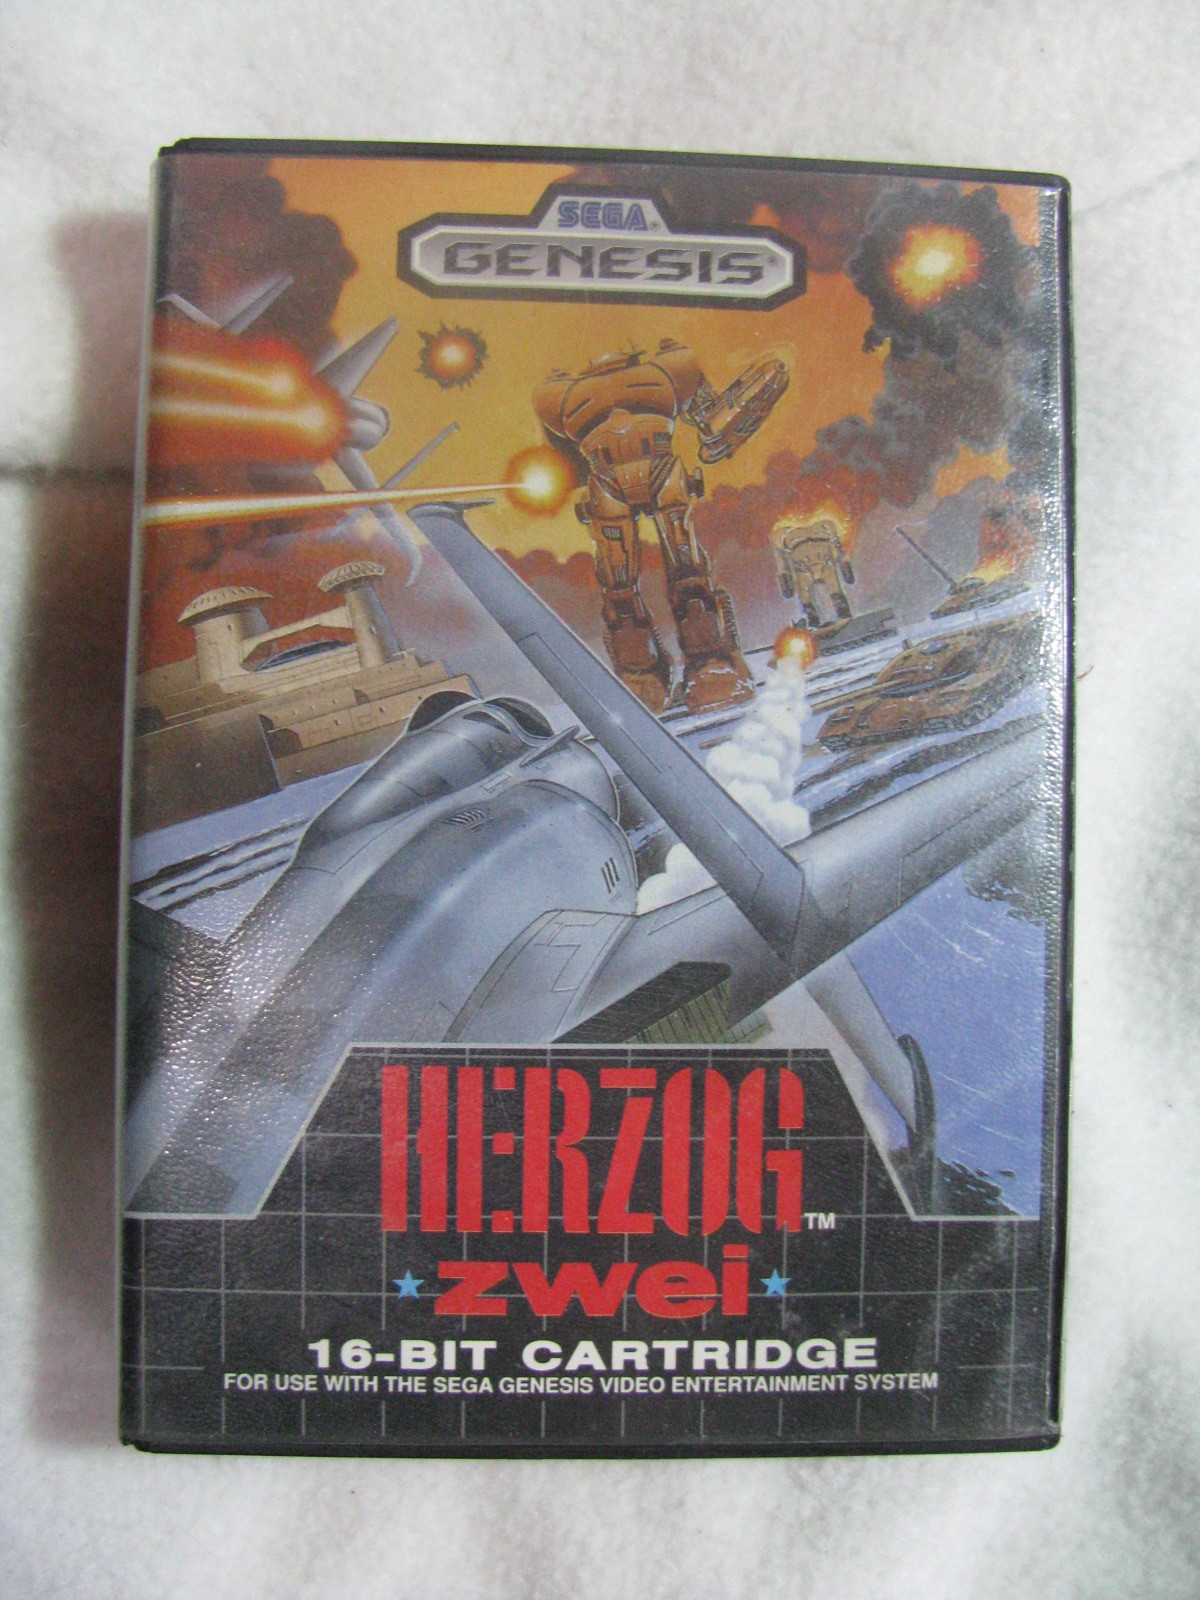 SEGA®
GENESIS®
HERZOG™
zwei
16-BIT CARTRIDGE
FOR USE WITH THE SEGA GENESIS VIDEO ENTERTAINMENT SYSTEM